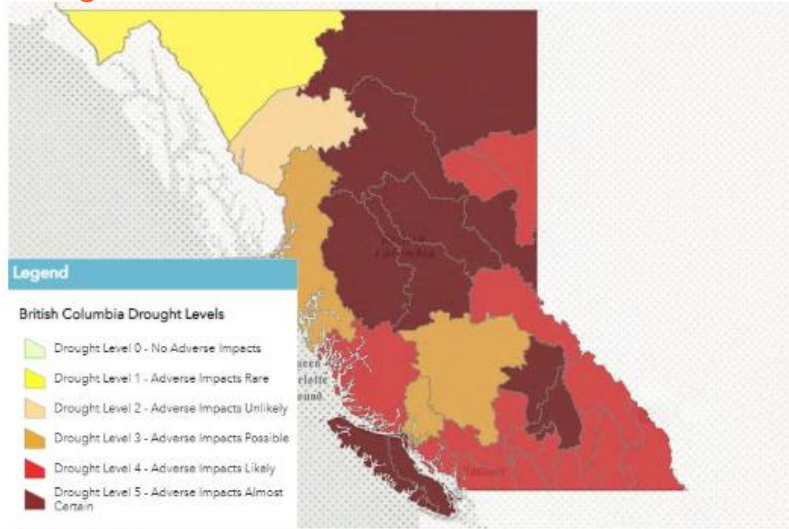 Legend
British Columbia Drought Levels
Drought Level 0 - No Adverse Impacts
Drought Level 1 - Adverse Impacts Rare
Drought Level 2 - Adverse Impacts Unlikely
Drought Level 3 - Adverse Impacts Possible
Drought Level 4 - Adverse Impacts Likely
Drought Level 5 - Adverse Impacts Almost
Certain